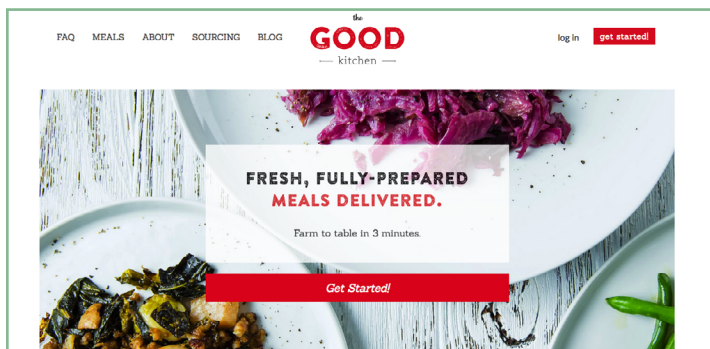 FAQ MEALS ABOUT SOURCING BLOG
the
GOOD
kitchen
log in
get started!
FRESH, FULLY-PREPARED
MEALS DELIVERED.
Farm to table in 3 minutes.
Get Started!